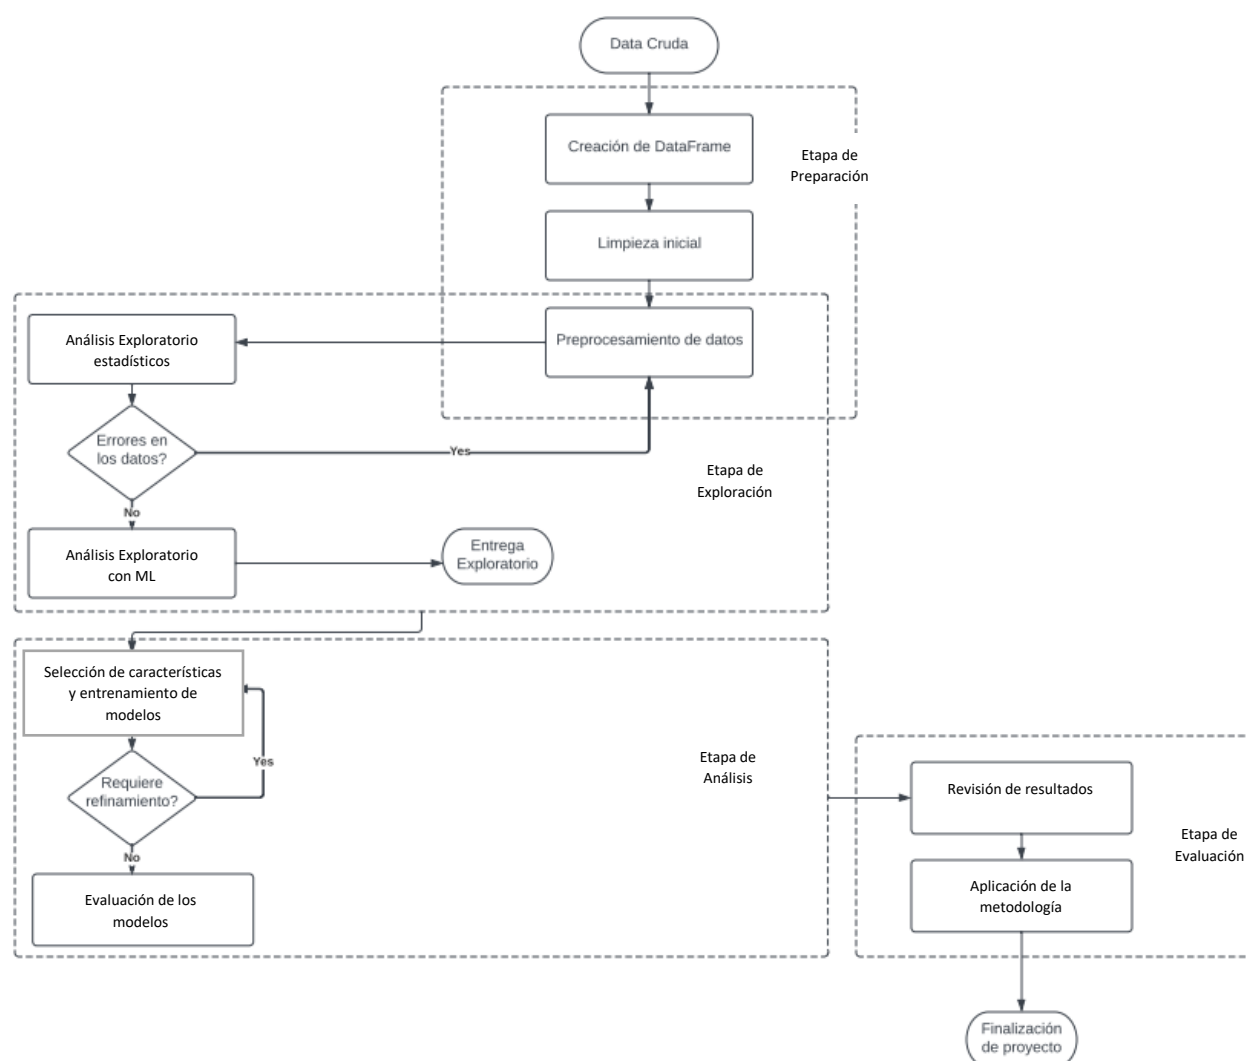 Data Cruda
Creación de DataFrame
Etapa de
Preparación
Limpieza inicial
Preprocesamiento de datos
Análisis Exploratorio
estadísticos
Errores en
los datos?
Yes
Etapa de
Exploración
No
Análisis Exploratorio
con ML
Entrega
Exploratorio
Selección de características
y entrenamiento de
modelos
Yes
Requiere
refinamiento?
Etapa de
Análisis
No
Evaluación de los
modelos
Revisión de resultados
Etapa de
Evaluación
Aplicación de la
metodología
Finalización
de proyecto